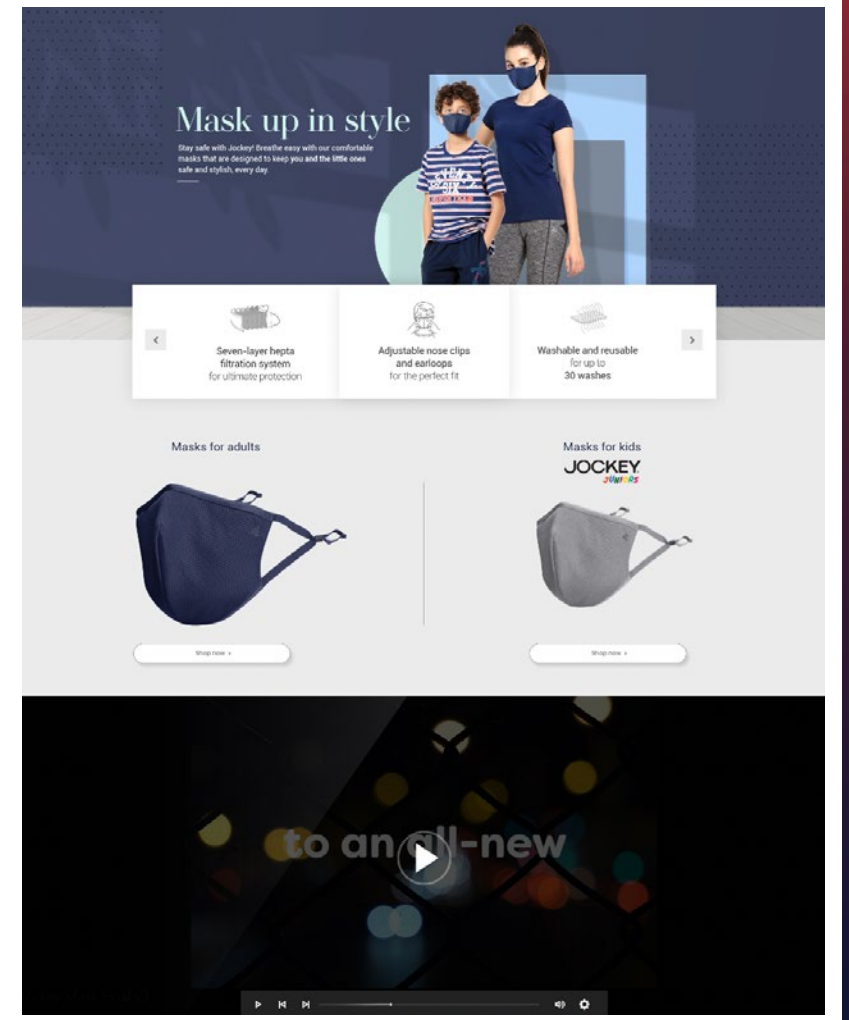 Mask up in style
Stay safe with Jockey! Breathe easy with our comfortable
masks that are designed to keep you and the little ones
safe and stylish, every day.
Seven-layer hepta
filtration system
for ultimate protection
Adjustable nose clips
and earloops
for the perfect fit
Washable and reusable
for up to
30 washes
Masks for adults
Masks for kids
JOCKEY
JUNIORS
Shop now
Shop now
to an all-new